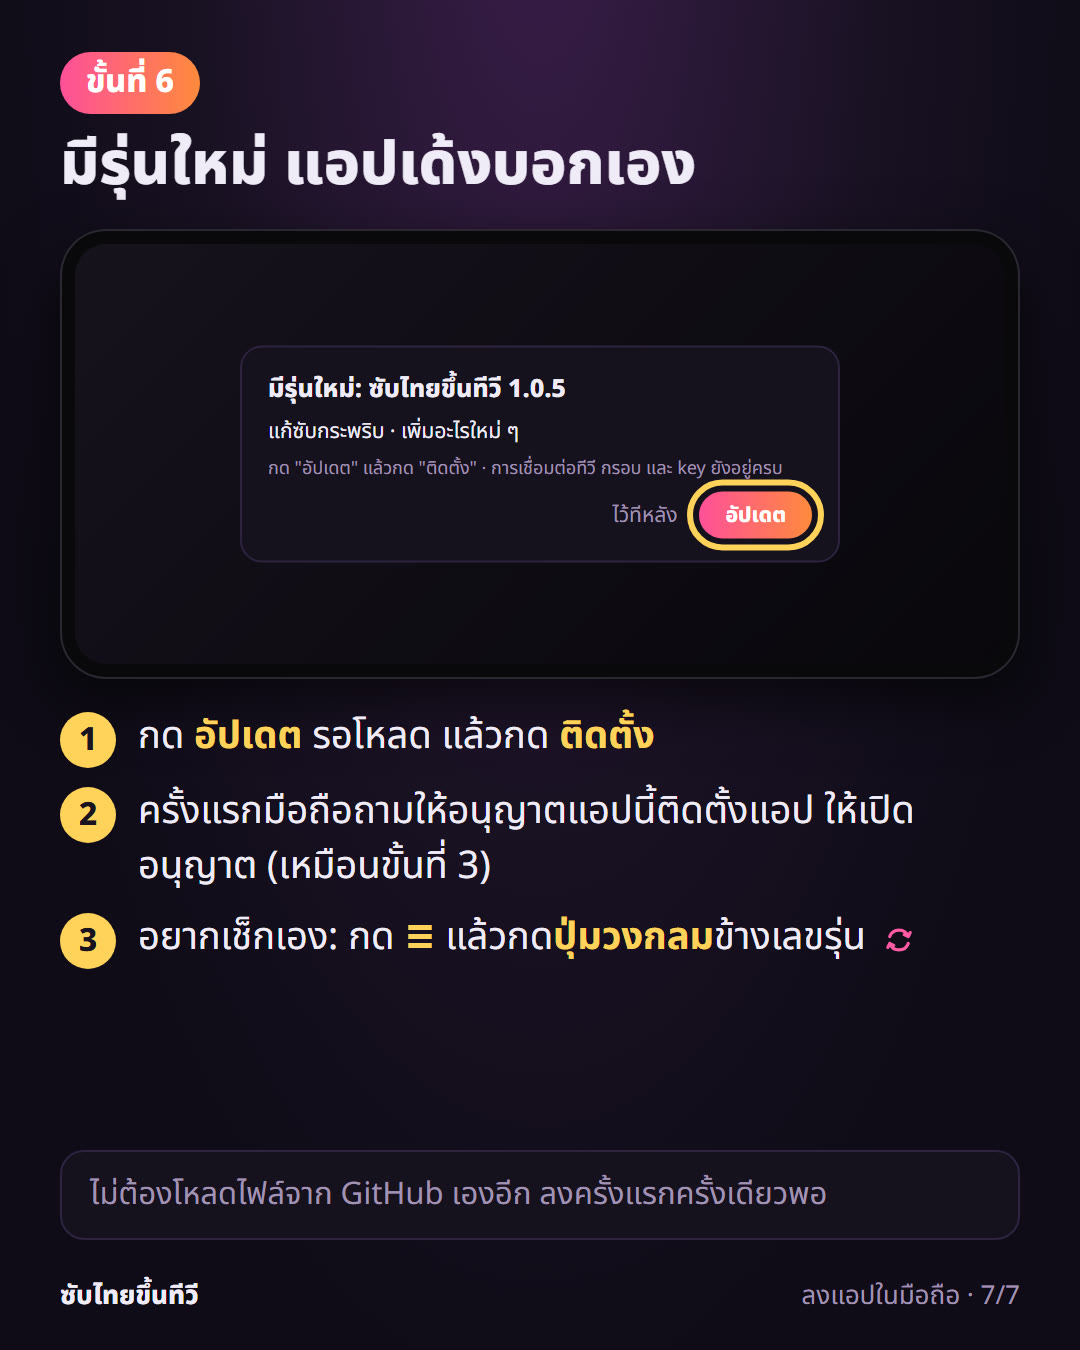 ขั้นที่ 6
มีรุ่นใหม่ แอปเด้งบอกเอง
มีรุ่นใหม่: ซับไทยขึ้นทีวี 1.0.5
แก้ซับกระพริบ · เพิ่มอะไรใหม่ ๆ
กด "อัปเดต" แล้วกด "ติดตั้ง" · การเชื่อมต่อทีวี กรอบ และ key ยังอยู่ครบ
ไว้ทีหลัง อัปเดต
1 กด อัปเดต รอโหลด แล้วกด ติดตั้ง
2 ครั้งแรกมือถือถามให้อนุญาตแอปนี้ติดตั้งแอป ให้เปิด
อนุญาต (เหมือนขั้นที่ 3)
3 อยากเช็กเอง: กด ☰ แล้วกดปุ่มวงกลมข้างเลขรุ่น
ไม่ต้องโหลดไฟล์จาก GitHub เองอีก ลงครั้งแรกครั้งเดียวพอ
ซับไทยขึ้นทีวี ลงแอปในมือถือ · 7/7